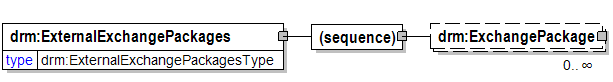 drm:ExternalExchangePackages
type drm:ExternalExchangePackagesType
(sequence)
drm:ExchangePackage
0.. ∞